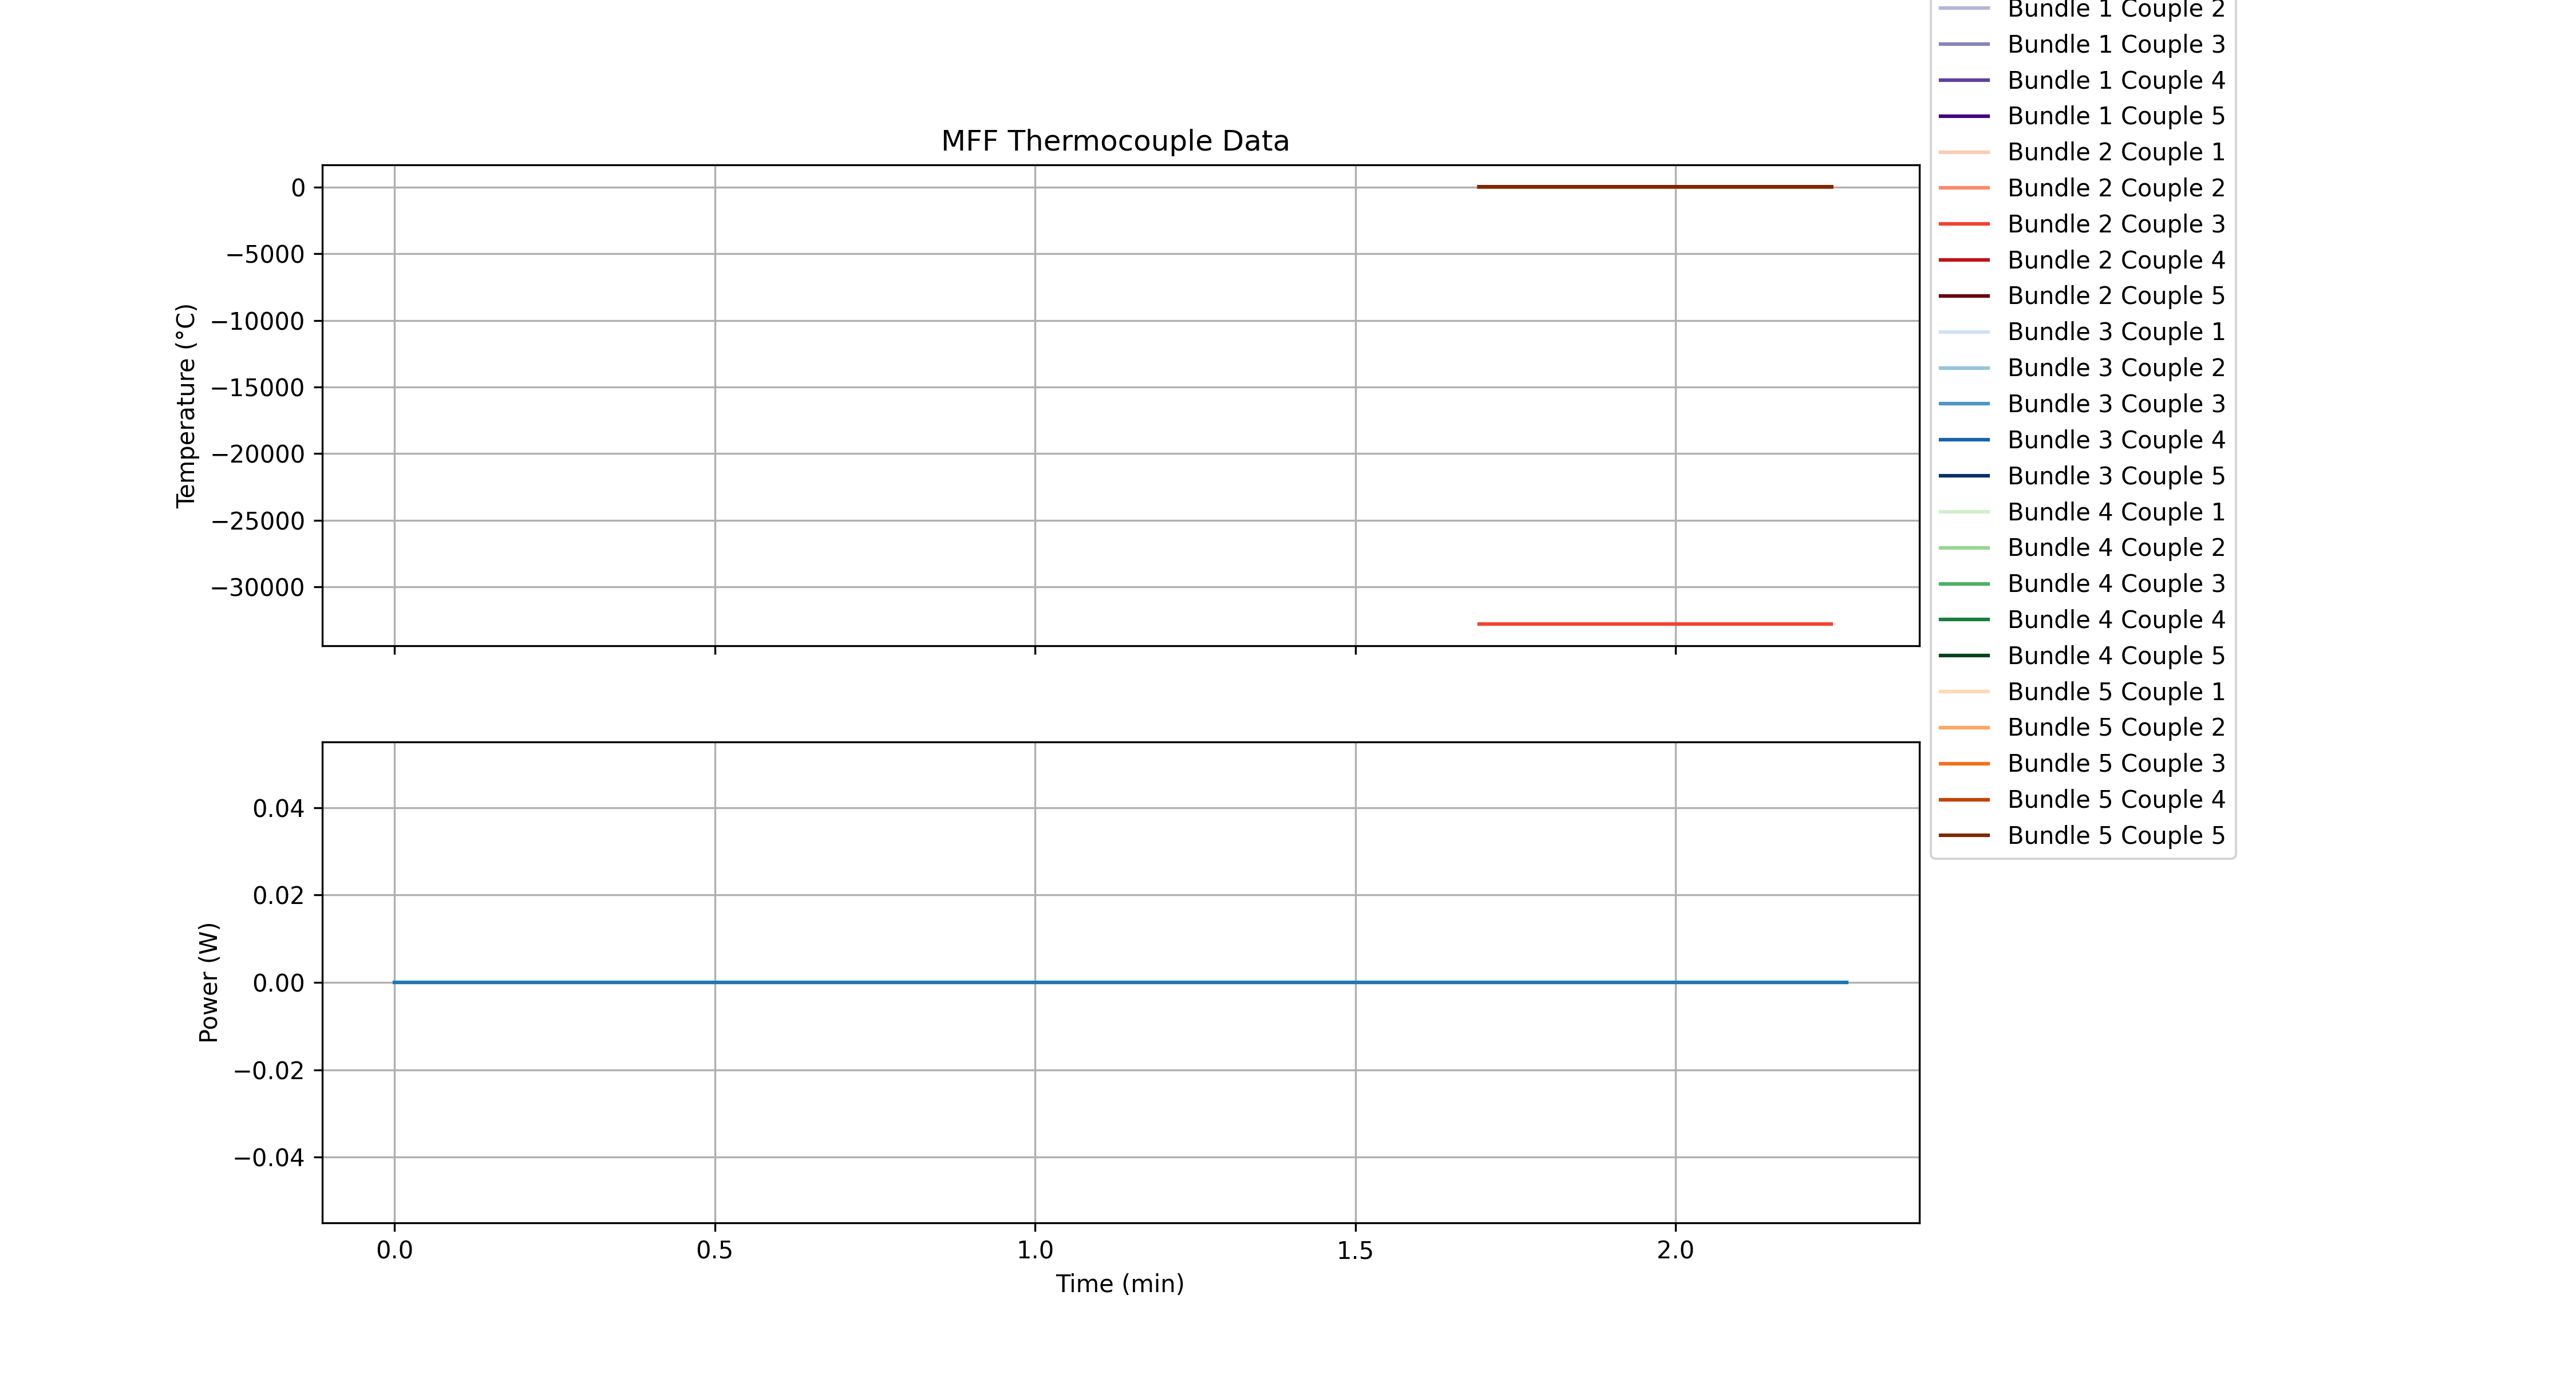 MFF Thermocouple Data
0
−5000
−10000
−15000
−20000
−25000
−30000
Temperature (°C)
0.04
0.02
0.00
−0.02
−0.04
Power (W)
0.0 0.5 1.0 1.5 2.0
Time (min)
Bundle 1 Couple 2
Bundle 1 Couple 3
Bundle 1 Couple 4
Bundle 1 Couple 5
Bundle 2 Couple 1
Bundle 2 Couple 2
Bundle 2 Couple 3
Bundle 2 Couple 4
Bundle 2 Couple 5
Bundle 3 Couple 1
Bundle 3 Couple 2
Bundle 3 Couple 3
Bundle 3 Couple 4
Bundle 3 Couple 5
Bundle 4 Couple 1
Bundle 4 Couple 2
Bundle 4 Couple 3
Bundle 4 Couple 4
Bundle 4 Couple 5
Bundle 5 Couple 1
Bundle 5 Couple 2
Bundle 5 Couple 3
Bundle 5 Couple 4
Bundle 5 Couple 5